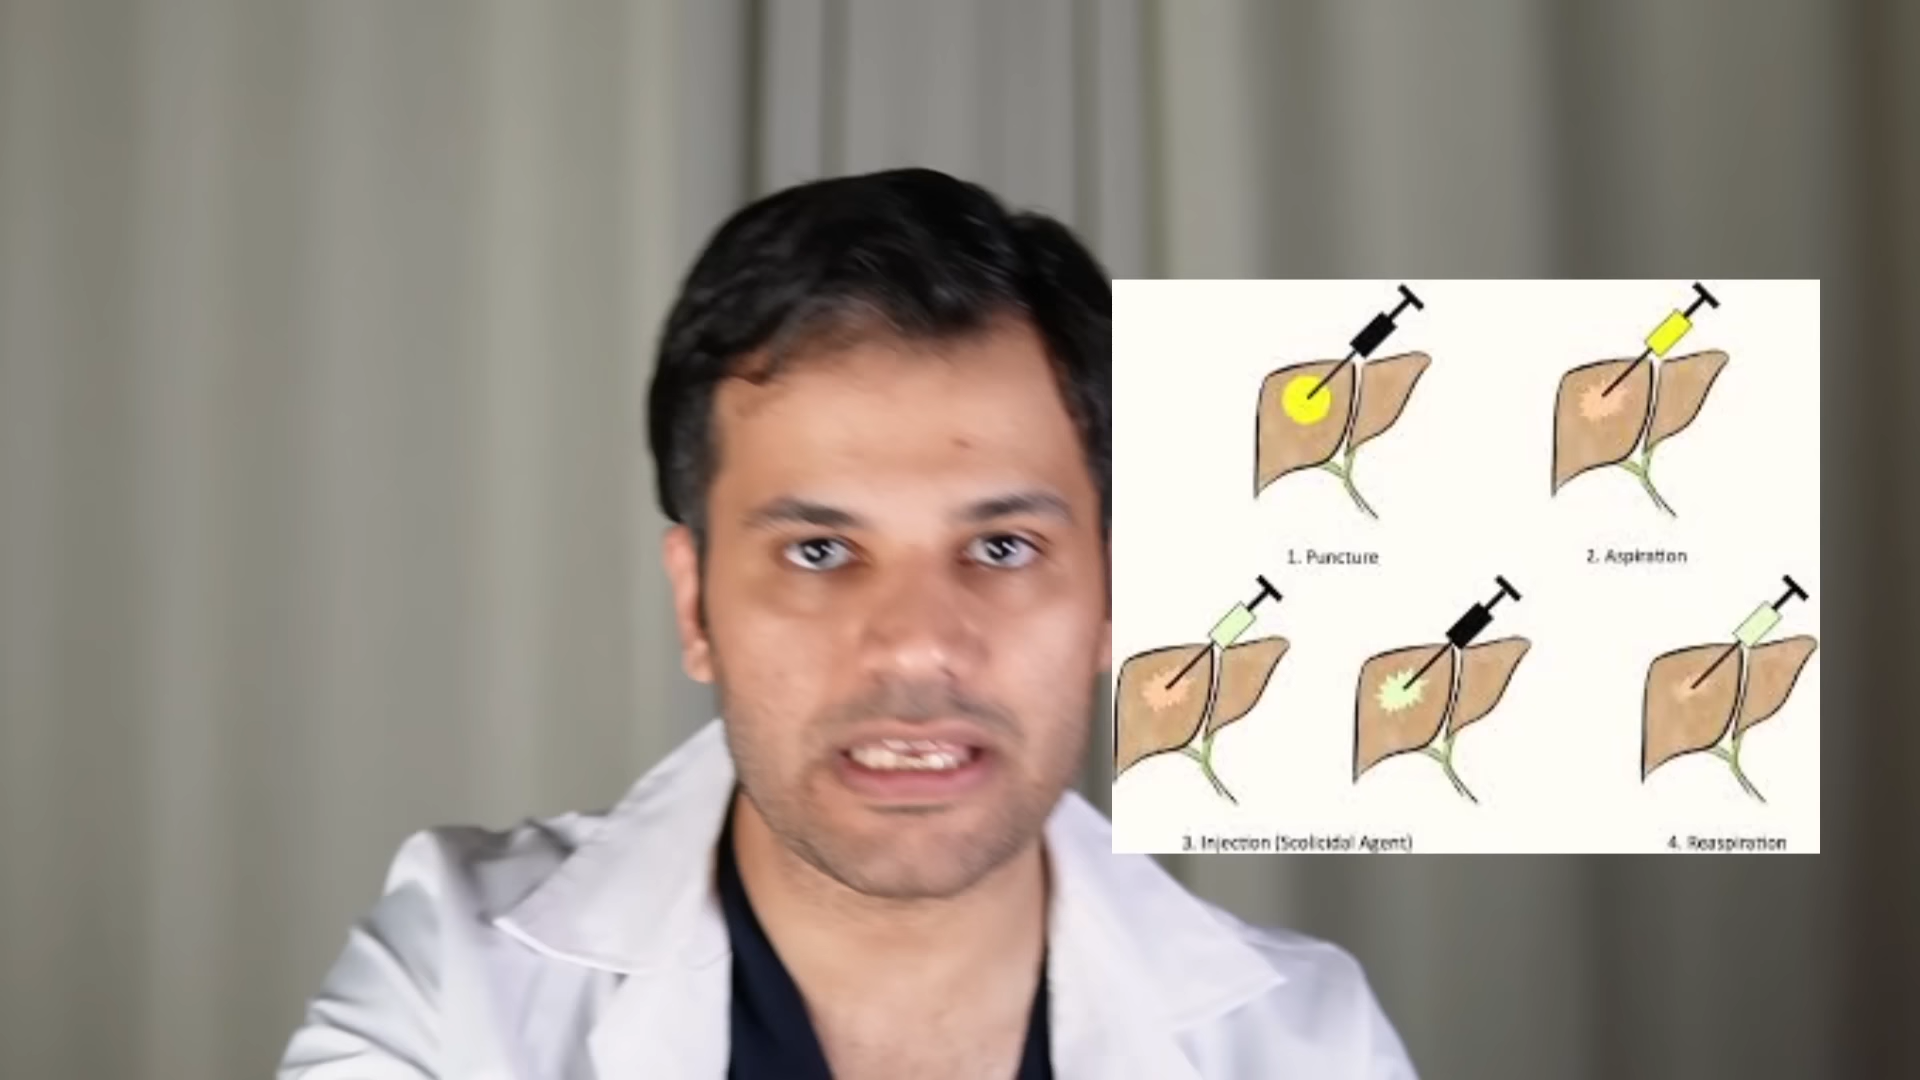 1. Puncture
2. Aspiration
3. Injection (Scolicidal Agent)
4. Reaspiration